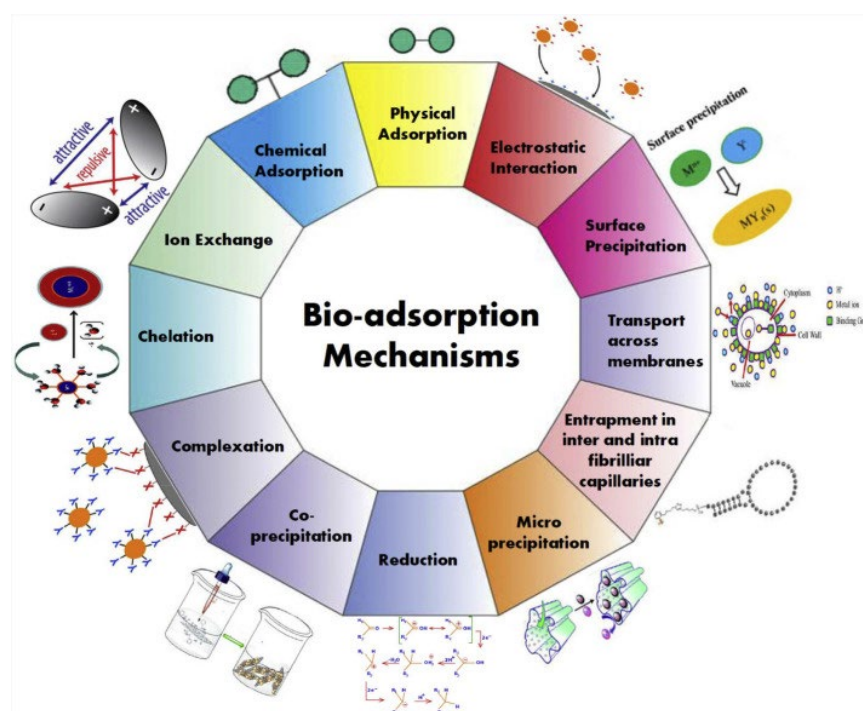 Bio-adsorption
Mechanisms
Physical
Adsorption
Electrostatic
Interaction
Surface
Precipitation
Transport
across
membranes
Entrapment in
inter and intra
fibrilliar
capillaries
Micro
precipitation
Reduction
Co-
precipitation
Complexation
Chelation
Ion Exchange
Chemical
Adsorption
Surface precipitation
Cytoplasm
H⁺
Metal ion
Cell Wall
Vacuole
attractive
repulsive
attractive
+
-
-
+